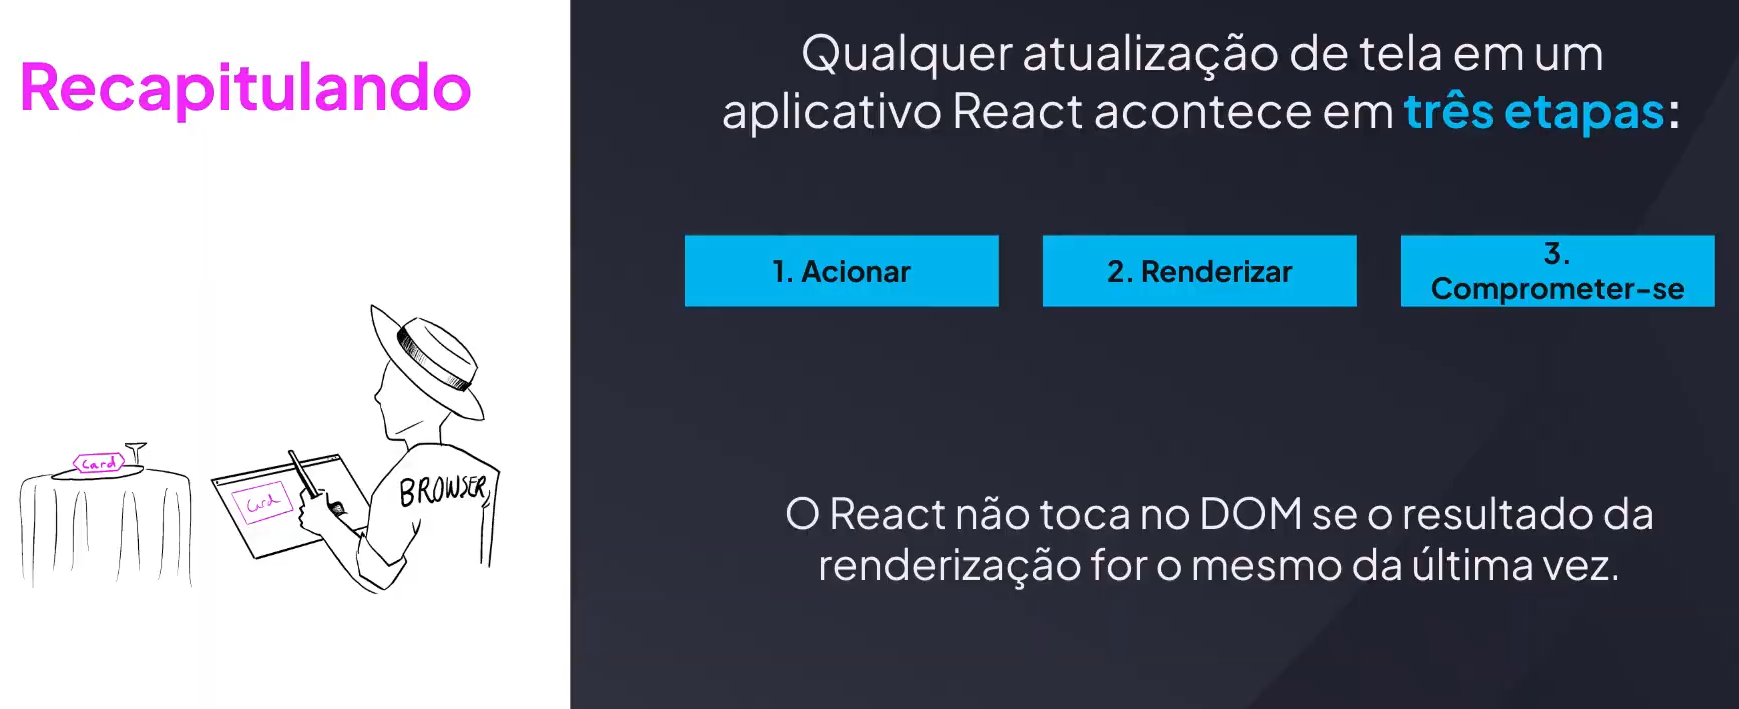 Recapitulando
Card
Card
BROWSER
Qualquer atualização de tela em um
aplicativo React acontece em três etapas:
1. Acionar
2. Renderizar
3.
Comprometer-se
O React não toca no DOM se o resultado da
renderização for o mesmo da última vez.